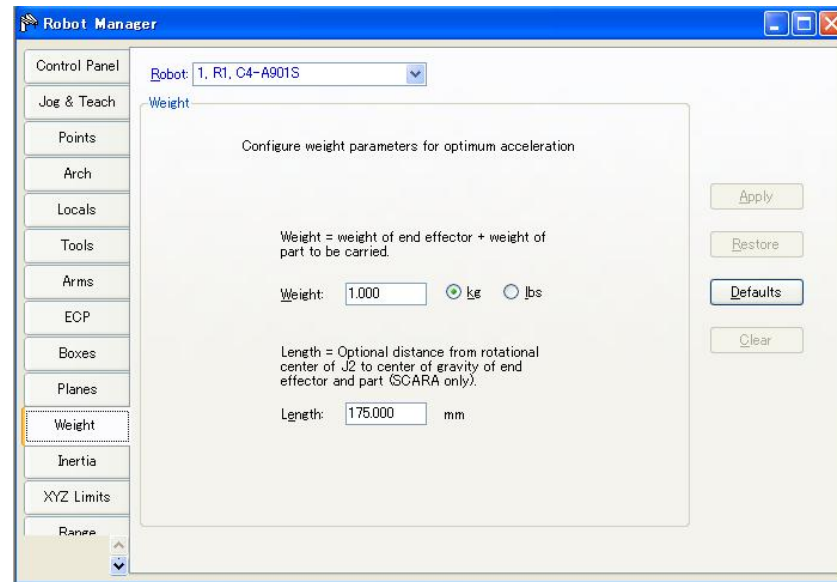 Robot Manager
Control Panel
Jog & Teach
Points
Arch
Locals
Tools
Arms
ECP
Boxes
Planes
Weight
Inertia
XYZ Limits
Range
Robot: 1, R1, C4-A901S
Weight
Configure weight parameters for optimum acceleration
Weight = weight of end effector + weight of
part to be carried.
Weight: 1.000 kg lbs
Length = Optional distance from rotational
center of J2 to center of gravity of end
effector and part (SCARA only).
Length: 175.000 mm
Apply
Restore
Defaults
Clear